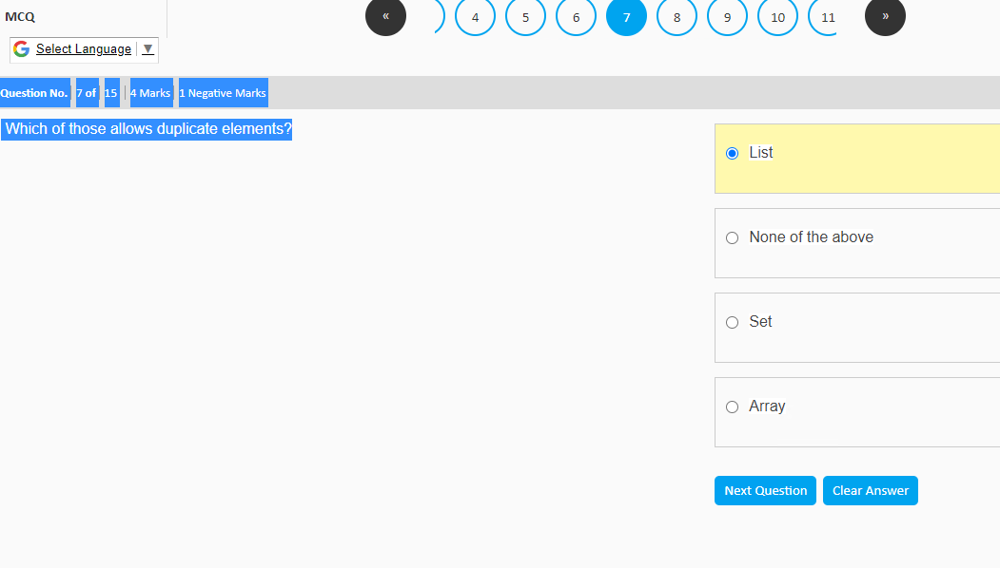 MCQ
« 4 5 6 7 8 9 10 11 »
G Select Language ▼
Question No. 7 of 15 | 4 Marks | 1 Negative Marks
Which of those allows duplicate elements?
List
None of the above
Set
Array
Next Question Clear Answer